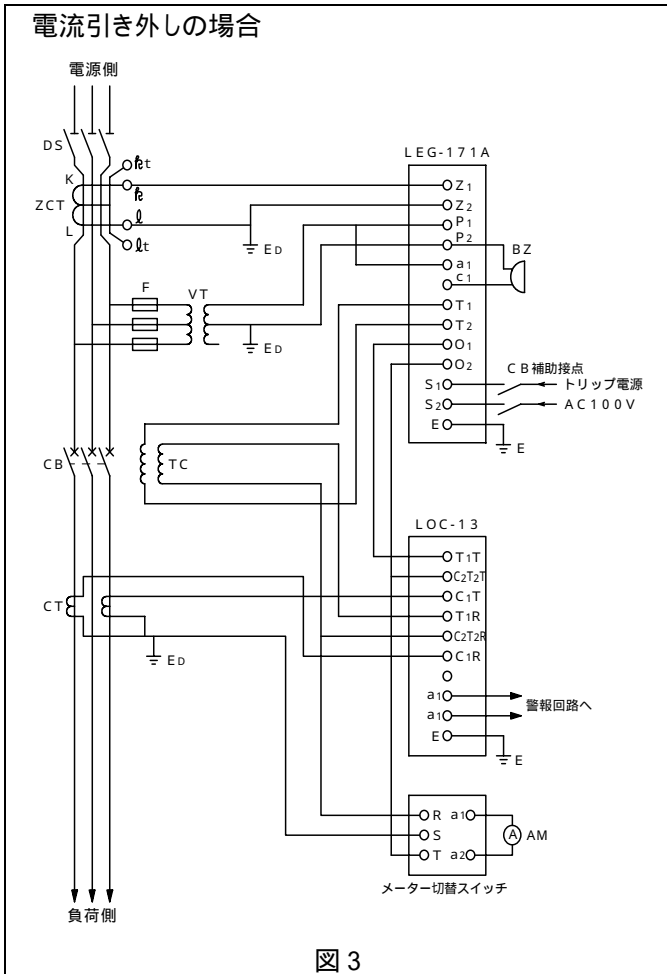 電流引き外しの場合
電源側
DS
kt
K
k
ZCT
l
L
lt
ED
F
VT
ED
LEG-171A
Z1
Z2
P1
P2
BZ
a1
c1
T1
T2
O1
O2
CB補助接点
S1 トリップ電源
S2 AC100V
E
E
CB
TC
LOC-13
T1T
C2T2T
CT
C1T
T1R
C2T2R
ED
C1R
a1
警報回路へ
a1
E
E
R a1
S
A AM
T a2
メーター切替スイッチ
負荷側
図3